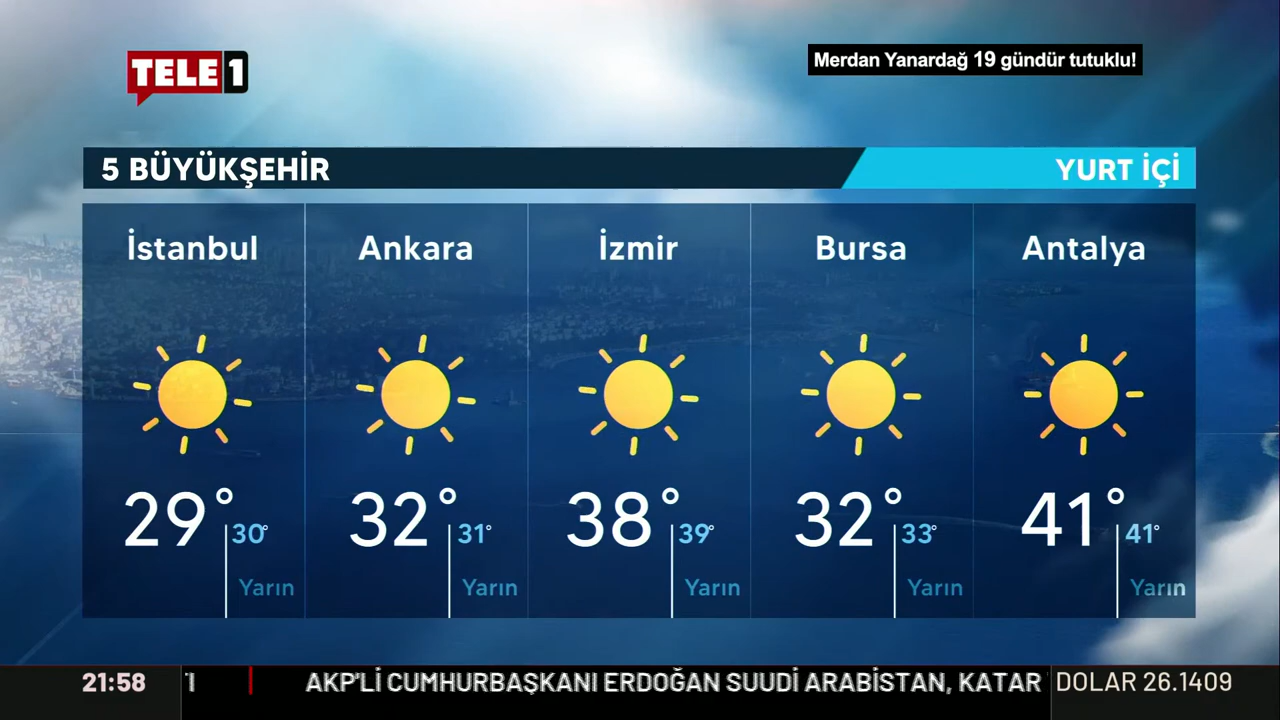 TELE 1
Merdan Yanardağ 19 gündür tutuklu!
5 BÜYÜKŞEHİR
YURT İÇİ
İstanbul
29°
30°
Yarın
Ankara
32°
31°
Yarın
İzmir
38°
39°
Yarın
Bursa
32°
33°
Yarın
Antalya
41°
41°
Yarın
21:58
AKP'Lİ CUMHURBAŞKANI ERDOĞAN SUUDİ ARABİSTAN, KATAR
DOLAR 26.1409